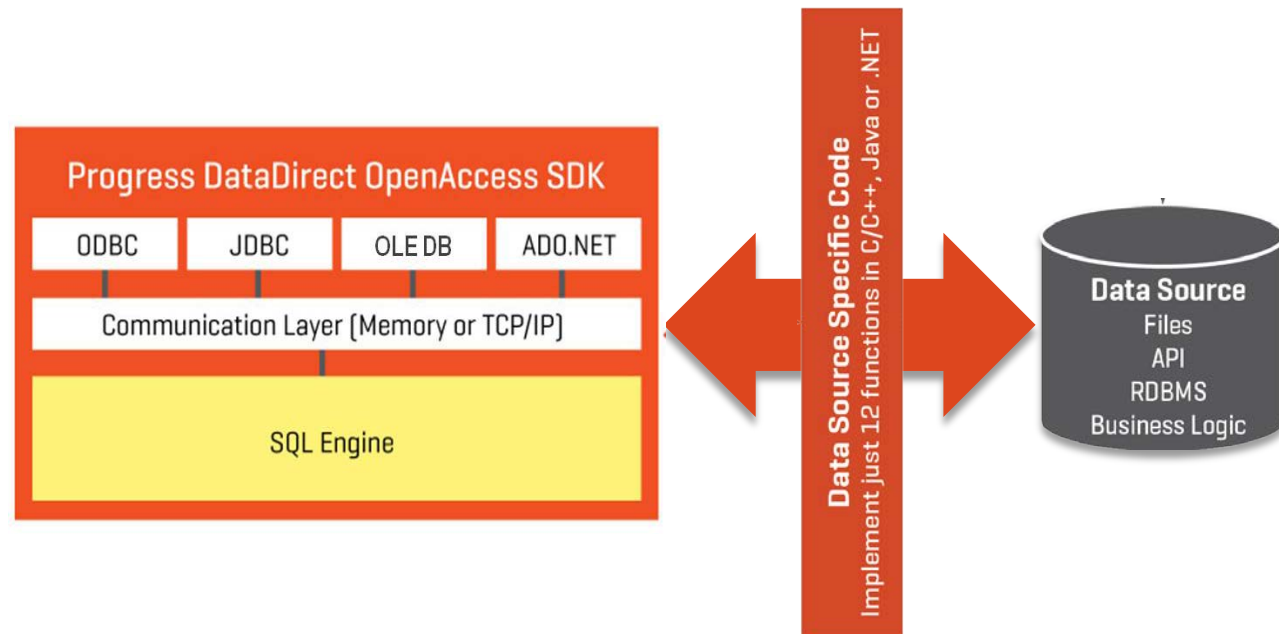 Progress DataDirect OpenAccess SDK
ODBC
JDBC
OLE DB
ADO.NET
Communication Layer (Memory or TCP/IP)
SQL Engine
Data Source Specific Code
Implement just 12 functions in C/C++, Java or .NET
Data Source
Files
API
RDBMS
Business Logic